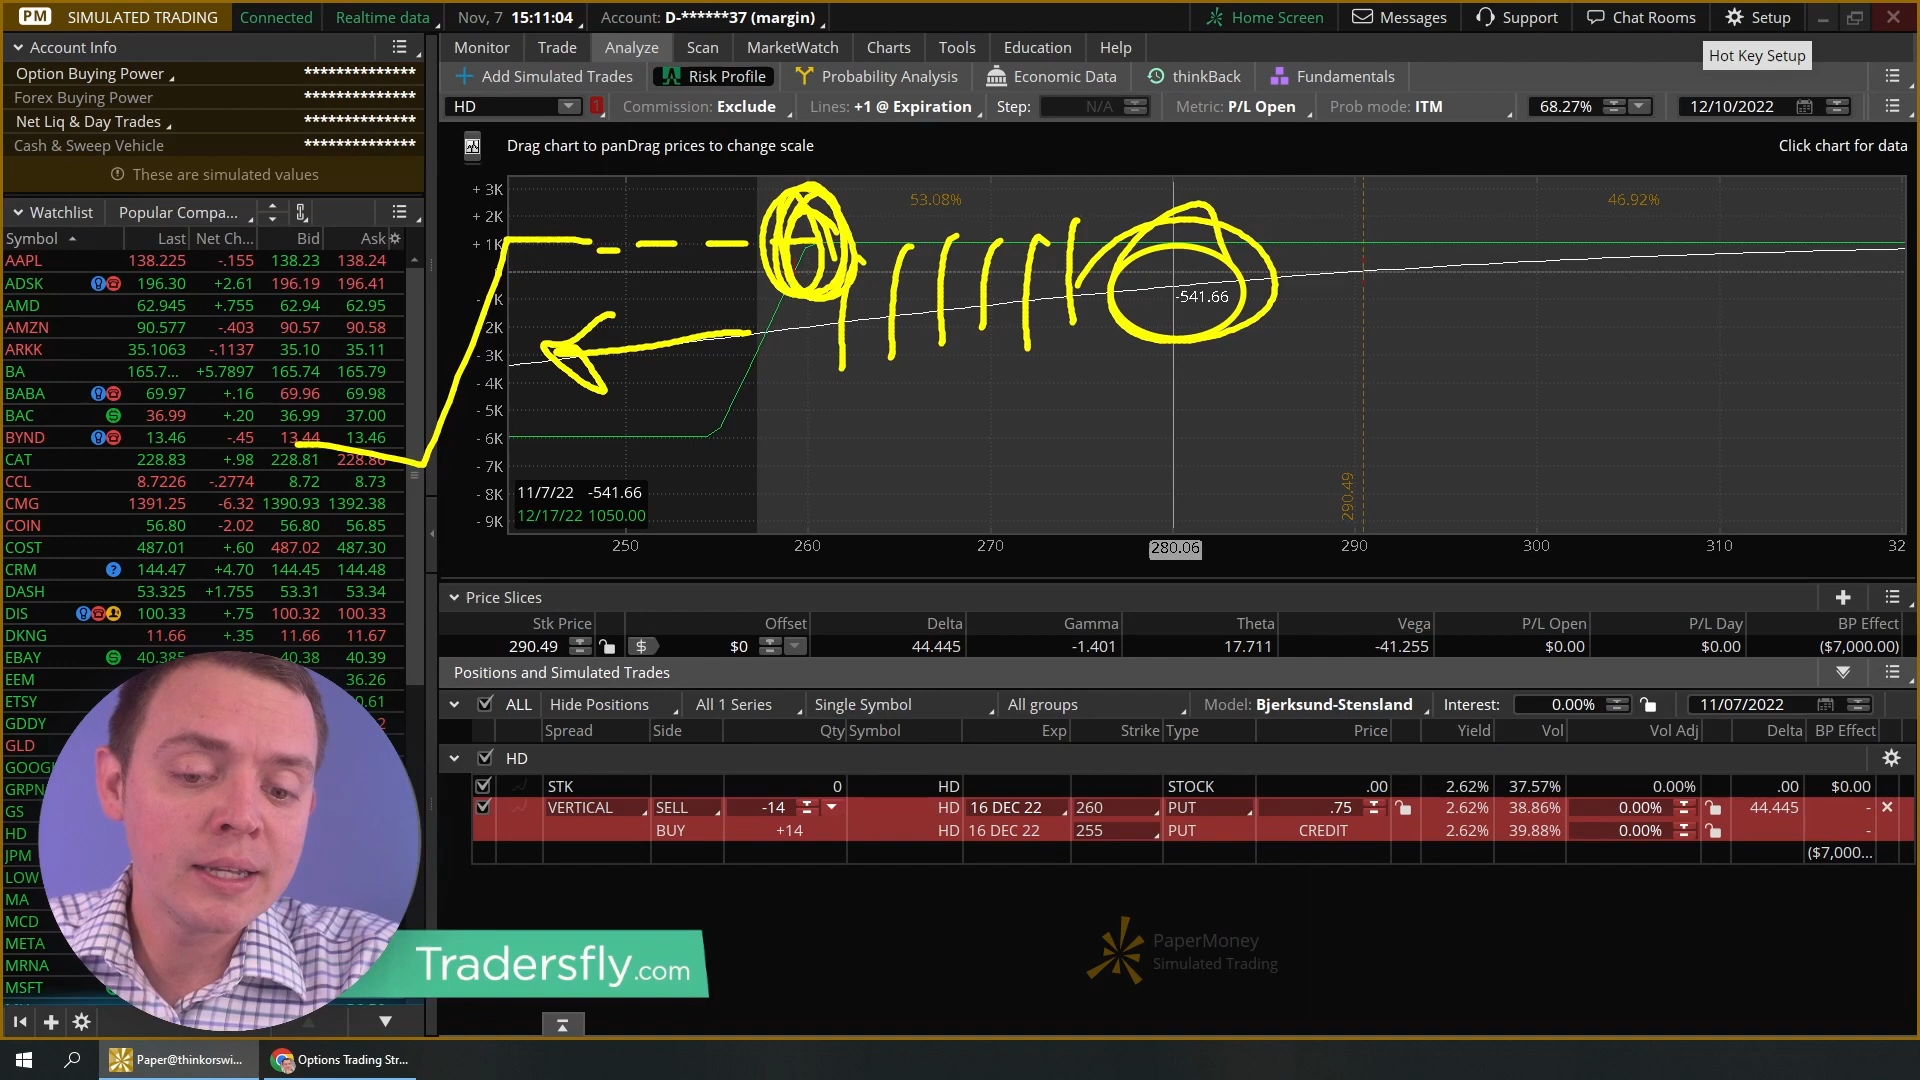 PM SIMULATED TRADING Connected Realtime data Nov, 7 15:11:04 Account: D-******37 (margin) Home Screen Messages Support Chat Rooms Setup
Hot Key Setup
Account Info
Option Buying Power **************
Forex Buying Power **************
Net Liq & Day Trades **************
Cash & Sweep Vehicle **************
These are simulated values
Monitor Trade Analyze Scan MarketWatch Charts Tools Education Help
Add Simulated Trades Risk Profile Probability Analysis Economic Data thinkBack Fundamentals
HD 1 Commission: Exclude Lines: +1 @ Expiration Step: N/A Metric: P/L Open Prob mode: ITM 68.27% 12/10/2022
Drag chart to panDrag prices to change scale Click chart for data
Watchlist Popular Compa...
Symbol Last Net Ch... Bid Ask
AAPL 138.225 -.155 138.23 138.24
ADSK 196.30 +2.61 196.19 196.41
AMD 62.945 +.755 62.94 62.95
AMZN 90.577 -.403 90.57 90.58
ARKK 35.1063 -.1137 35.10 35.11
BA 165.7... +5.7897 165.74 165.79
BABA 69.97 +.16 69.96 69.98
BAC 36.99 +.20 36.99 37.00
BYND 13.46 -.45 13.44 13.46
CAT 228.83 +.98 228.81 228.86
CCL 8.7226 -.2774 8.72 8.73
CMG 1391.25 -6.32 1390.93 1392.38
COIN 56.80 -2.02 56.80 56.85
COST 487.01 +.60 487.02 487.30
CRM 144.47 +4.70 144.45 144.48
DASH 53.325 +1.755 53.31 53.34
DIS 100.33 +.75 100.32 100.33
DKNG 11.66 +.35 11.66 11.67
EBAY 40.385 40.38 40.39
EEM 36.26
ETSY
GDDY
GLD
GOOG
GRPN
GS
HD
JPM
LOW
MA
MCD
META
MRNA
MSFT
+ 3K
+ 2K
+ 1K
2K
- 3K
- 4K
- 5K
- 6K
- 7K
- 8K
- 9K
53.08% 46.92%
-541.66
290.49
11/7/22 -541.66
12/17/22 1050.00
250 260 270 280.06 290 300 310 32
Price Slices
Stk Price Offset Delta Gamma Theta Vega P/L Open P/L Day BP Effect
290.49 $ $0 44.445 -1.401 17.711 -41.255 $0.00 $0.00 ($7,000.00)
Positions and Simulated Trades
ALL Hide Positions All 1 Series Single Symbol All groups Model: Bjerksund-Stensland Interest: 0.00% 11/07/2022
Spread Side Qty Symbol Exp Strike Type Price Yield Vol Vol Adj Delta BP Effect
HD
STK 0 HD STOCK .00 2.62% 37.57% 0.00% .00 $0.00
VERTICAL SELL -14 HD 16 DEC 22 260 PUT .75 2.62% 38.86% 0.00% 44.445 -
BUY +14 HD 16 DEC 22 255 PUT CREDIT 2.62% 39.88% 0.00% -
($7,000...
PaperMoney
Simulated Trading
Tradersfly.com
Paper@thinkorswi... Options Trading Str...